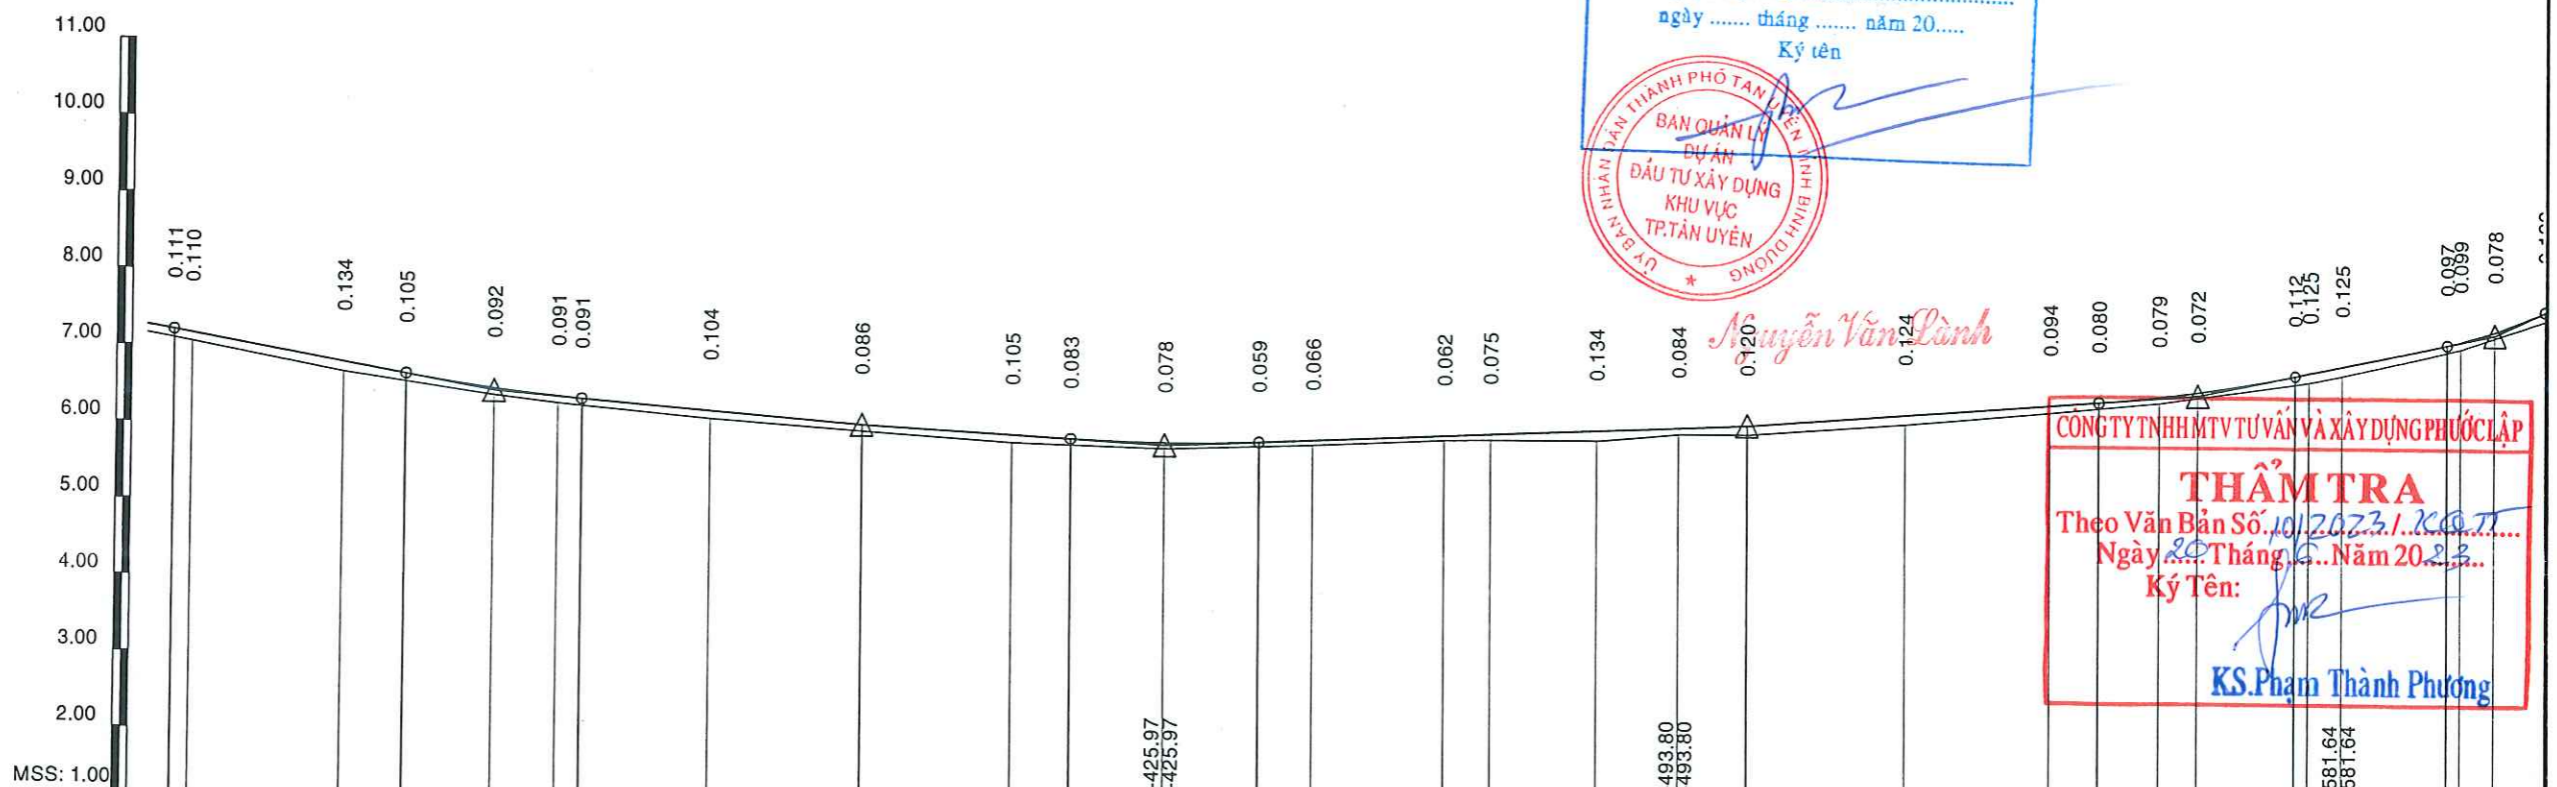 11.00
10.00
9.00
8.00
7.00
6.00
5.00
4.00
3.00
2.00
MSS: 1.00
ngày ....... tháng ....... năm 20.....
Ký tên
ỦY BAN NHÂN DÂN THÀNH PHỐ TÂN UYÊN TỈNH BÌNH DƯƠNG
BAN QUẢN LÝ
DỰ ÁN
ĐẦU TƯ XÂY DỰNG
KHU VỰC
TP.TÂN UYÊN
Nguyễn Văn Lành
0.111
0.110
0.134
0.105
0.092
0.091
0.091
0.104
0.086
0.105
0.083
0.078
0.059
0.066
0.062
0.075
0.134
0.084
0.120
0.124
0.094
0.080
0.079
0.072
0.112
0.125
0.125
0.097
0.099
0.078
425.97
425.97
493.80
493.80
581.64
581.64
CÔNG TY TNHH MTV TƯ VẤN VÀ XÂY DỰNG PHƯỚC LẬP
THẨM TRA
Theo Văn Bản Số 101/2023/KQTT
Ngày 20 Tháng 6 Năm 2023
Ký Tên:
KS.Phạm Thành Phương